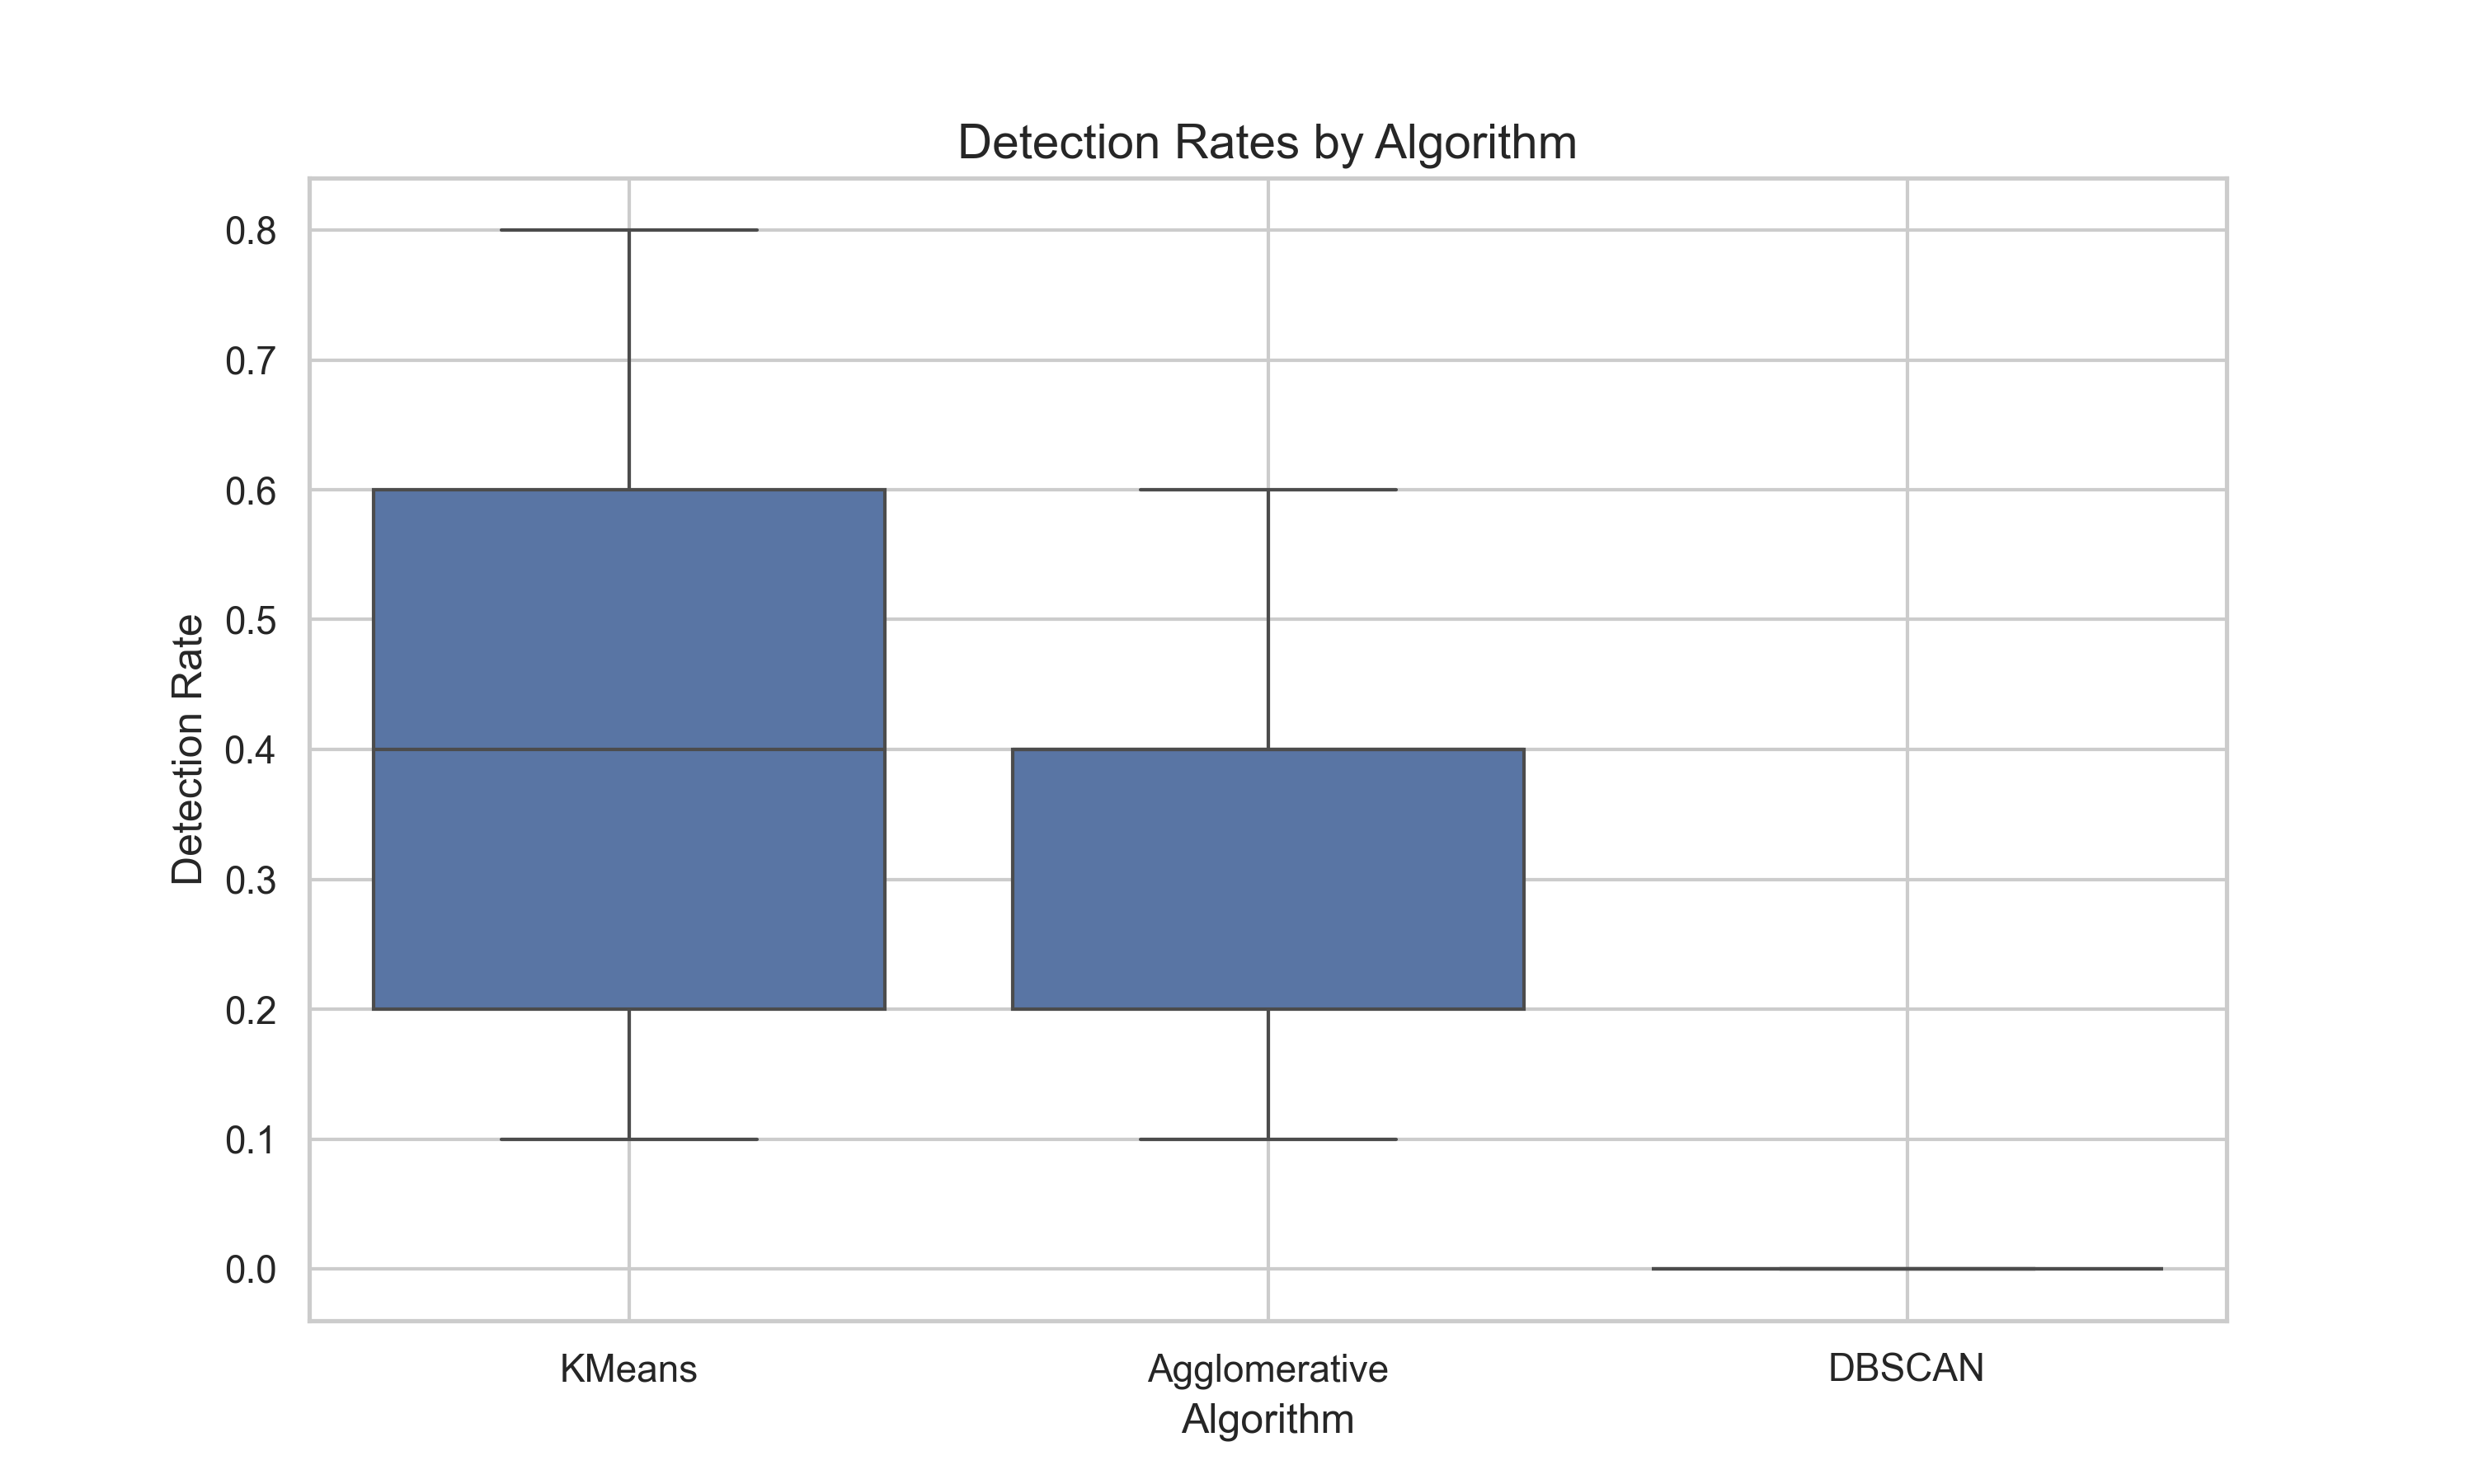 Detection Rates by Algorithm
0.8
0.7
0.6
0.5
0.4
0.3
0.2
0.1
0.0
Detection Rate
KMeans
Agglomerative
DBSCAN
Algorithm